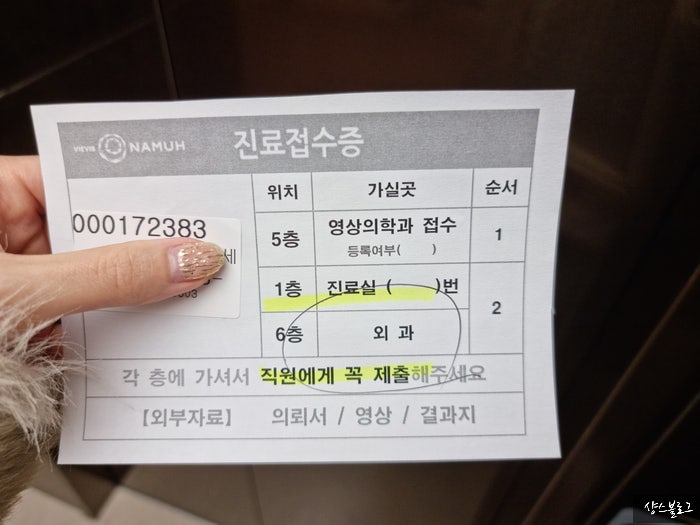 VIEVIS NAMUH 진료접수증
위치 가실곳 순서
000172383
세
5층 영상의학과 접수 1
등록여부( )
1층 진료실 ( )번
2
6층 외 과
각 층에 가셔서 직원에게 꼭 제출해주세요
【외부자료】 의뢰서 / 영상 / 결과지
샹스블로그